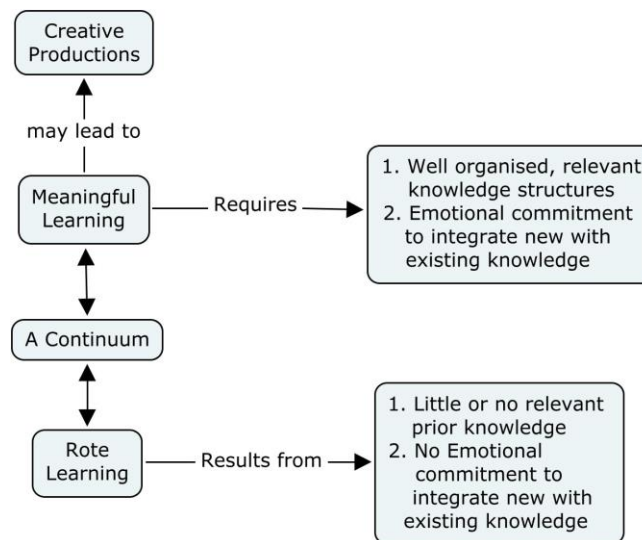 Creative
Productions
may lead to
Meaningful
Learning
Requires
1. Well organised, relevant
knowledge structures
2. Emotional commitment
to integrate new with
existing knowledge
A Continuum
Rote
Learning
Results from
1. Little or no relevant
prior knowledge
2. No Emotional
commitment to
integrate new with
existing knowledge